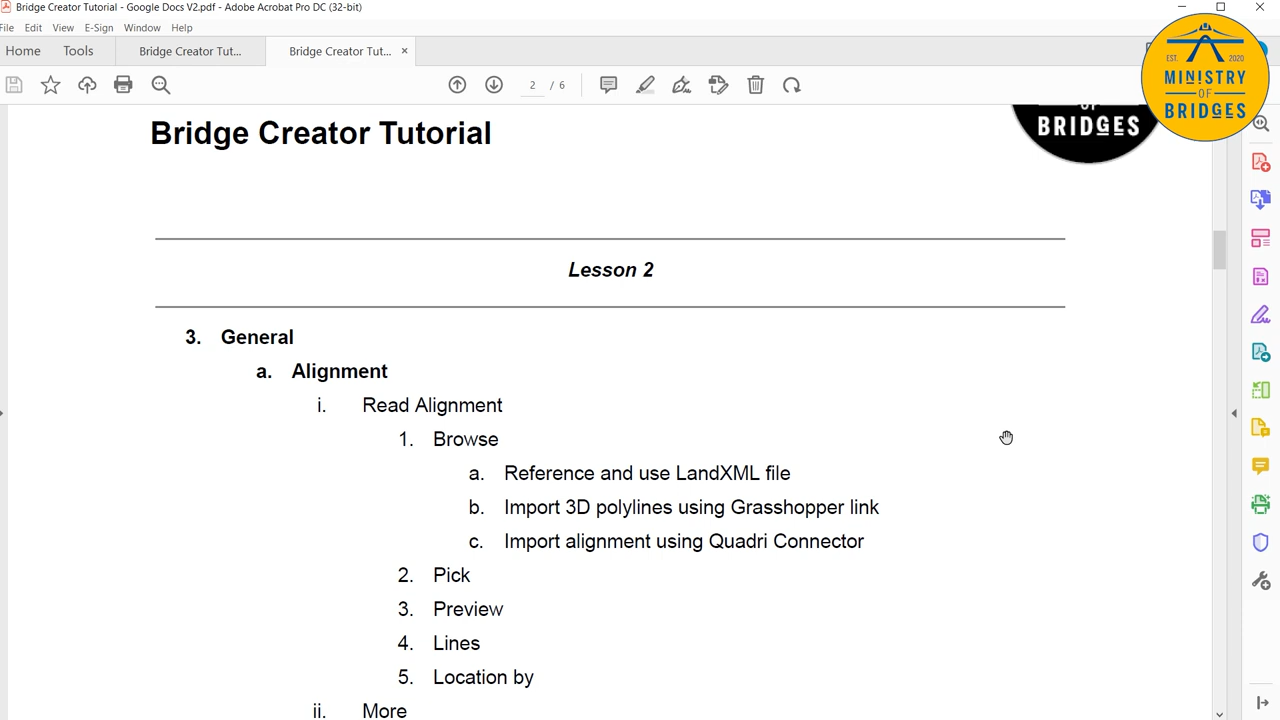 Bridge Creator Tutorial - Google Docs V2.pdf - Adobe Acrobat Pro DC (32-bit)
File Edit View E-Sign Window Help
Home Tools Bridge Creator Tut... Bridge Creator Tut... ×
2 / 6
EST. 2020
MINISTRY
OF
BRIDGES
Bridge Creator Tutorial
OF
BRIDGES
Lesson 2
3. General
a. Alignment
i. Read Alignment
1. Browse
a. Reference and use LandXML file
b. Import 3D polylines using Grasshopper link
c. Import alignment using Quadri Connector
2. Pick
3. Preview
4. Lines
5. Location by
ii. More